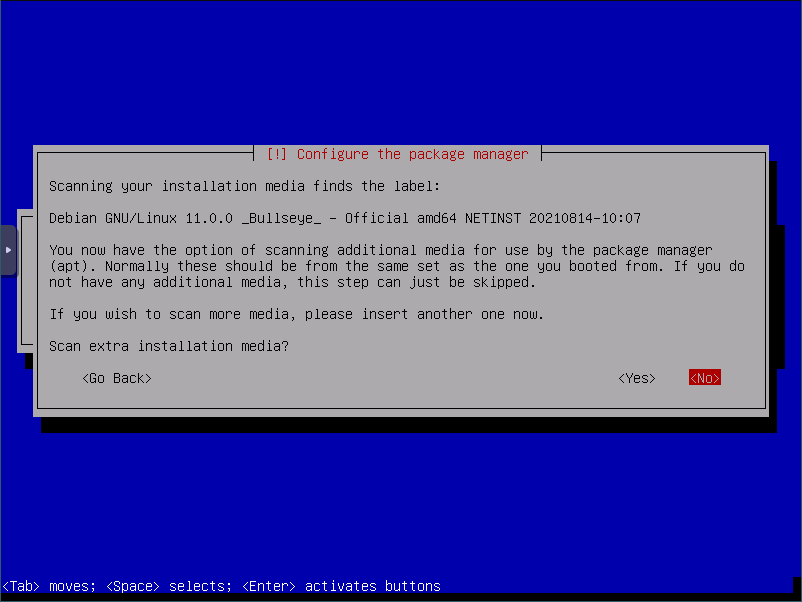 [!] Configure the package manager
Scanning your installation media finds the label:
Debian GNU/Linux 11.0.0 _Bullseye_ - Official amd64 NETINST 20210814-10:07
You now have the option of scanning additional media for use by the package manager
(apt). Normally these should be from the same set as the one you booted from. If you do
not have any additional media, this step can just be skipped.
If you wish to scan more media, please insert another one now.
Scan extra installation media?
<Go Back> <Yes> <No>
<Tab> moves; <Space> selects; <Enter> activates buttons